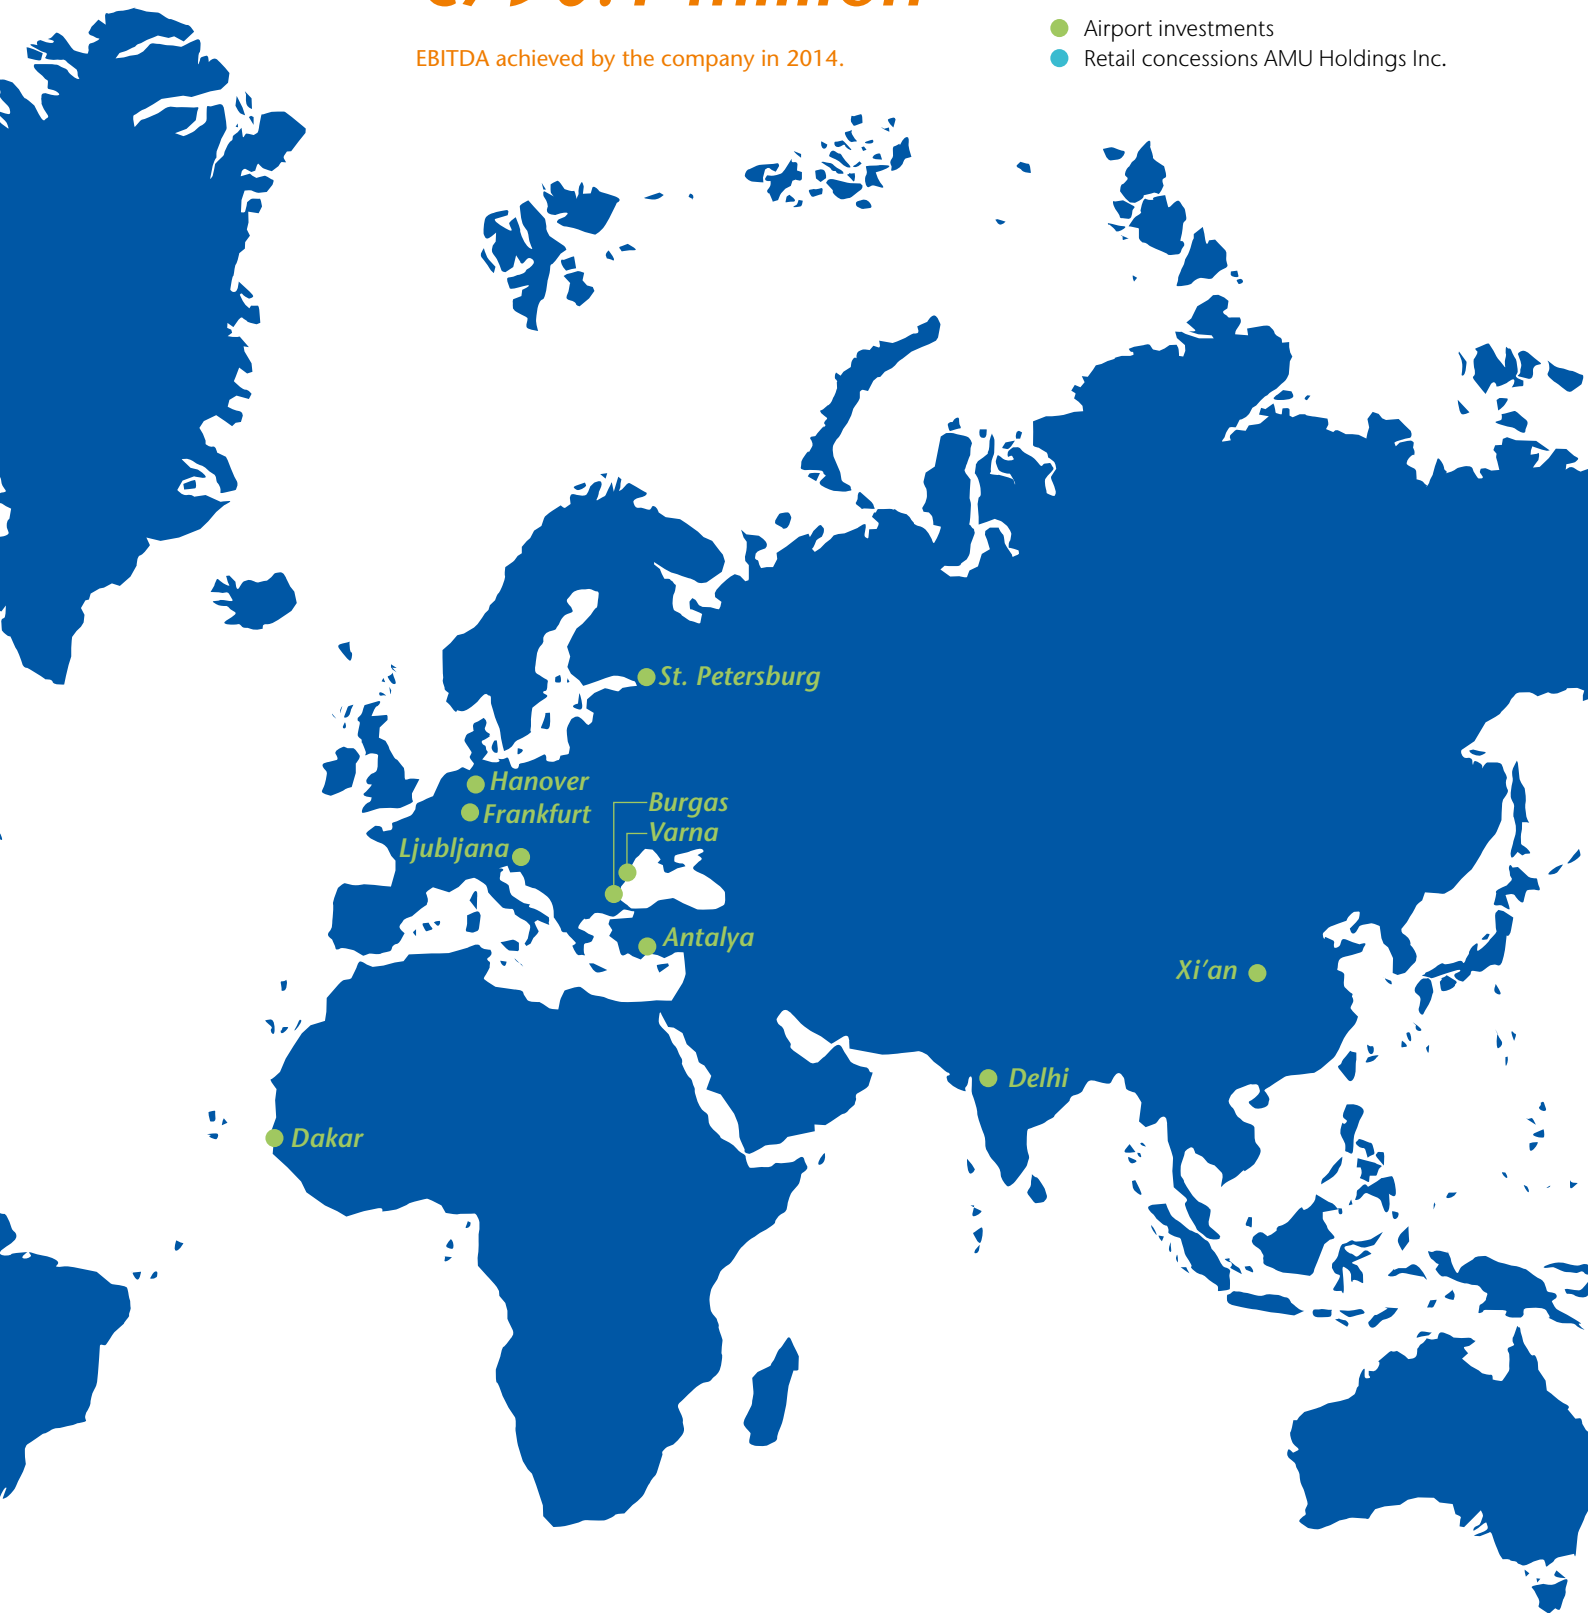 million
Airport investments
EBITDA achieved by the company in 2014.
Retail concessions AMU Holdings Inc.
St. Petersburg
Hanover
Burgas
Frankfurt
Varna
Ljubljana
Antalya
Xi’an
Delhi
Dakar